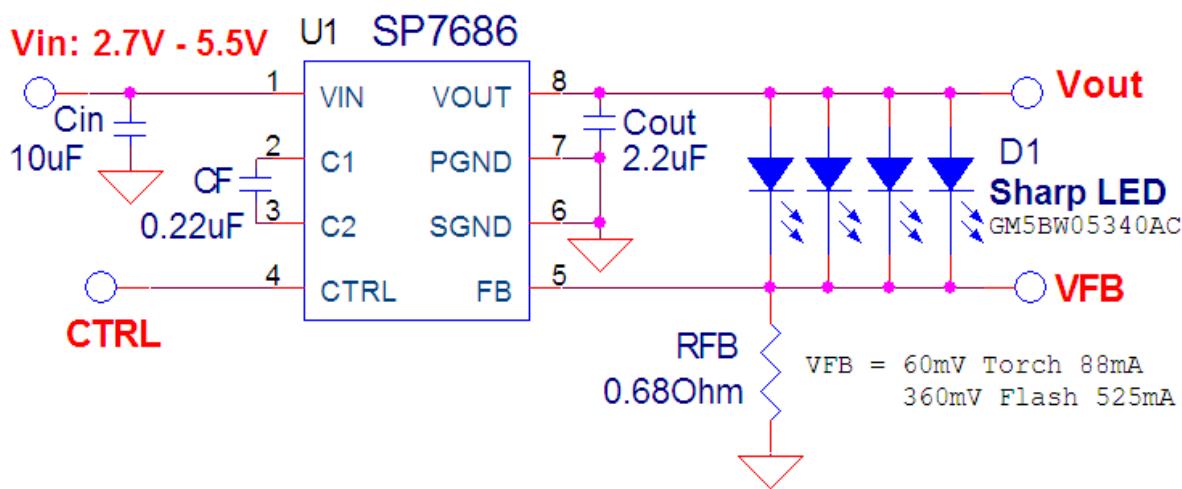 U1 SP7686
Vin: 2.7V - 5.5V
1
VIN
VOUT
8
Vout
Cin
10uF
2
C1
PGND
7
Cout
2.2uF
CF
0.22uF
3
C2
SGND
6
D1
Sharp LED
GM5BW05340AC
4
CTRL
FB
5
CTRL
VFB
RFB
0.68Ohm
VFB = 60mV Torch 88mA
360mV Flash 525mA